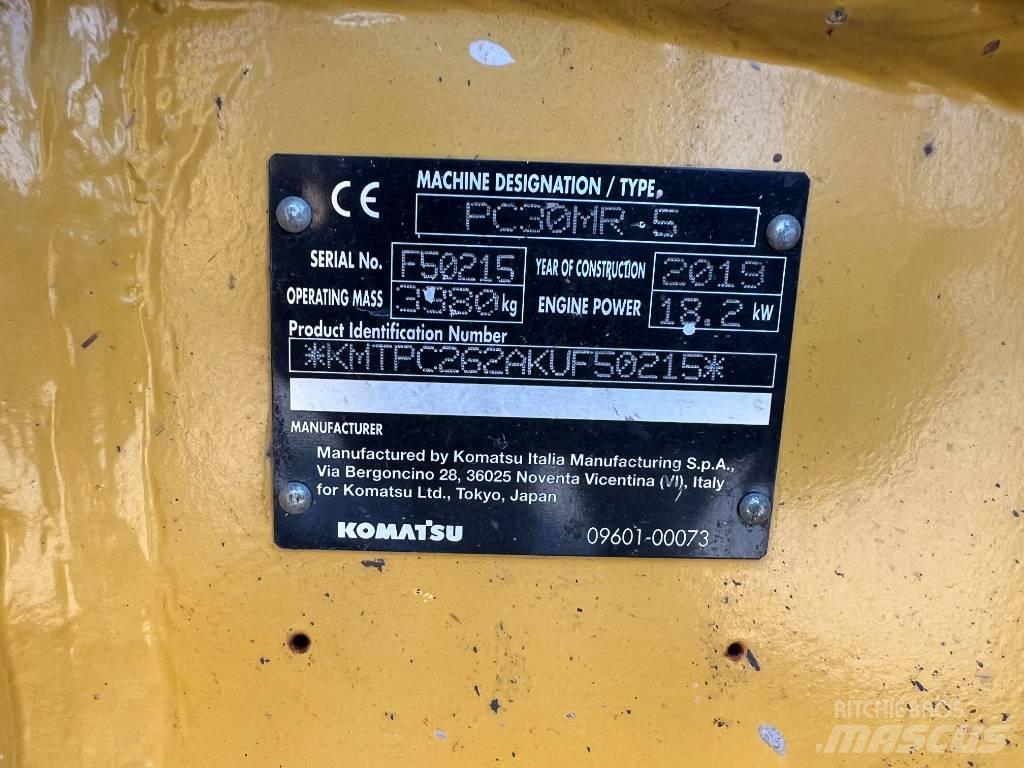 CE
MACHINE DESIGNATION / TYPE
PC30MR-5
SERIAL No. F50215 YEAR OF CONSTRUCTION 2019
OPERATING MASS 3380 kg ENGINE POWER 18.2 kW
Product Identification Number
*KMTPC262AKUF50215*
MANUFACTURER
Manufactured by Komatsu Italia Manufacturing S.p.A.,
Via Bergoncino 28, 36025 Noventa Vicentina (VI), Italy
for Komatsu Ltd., Tokyo, Japan
KOMATSU 09601-00073
RITCHIE BROS
MASCUS